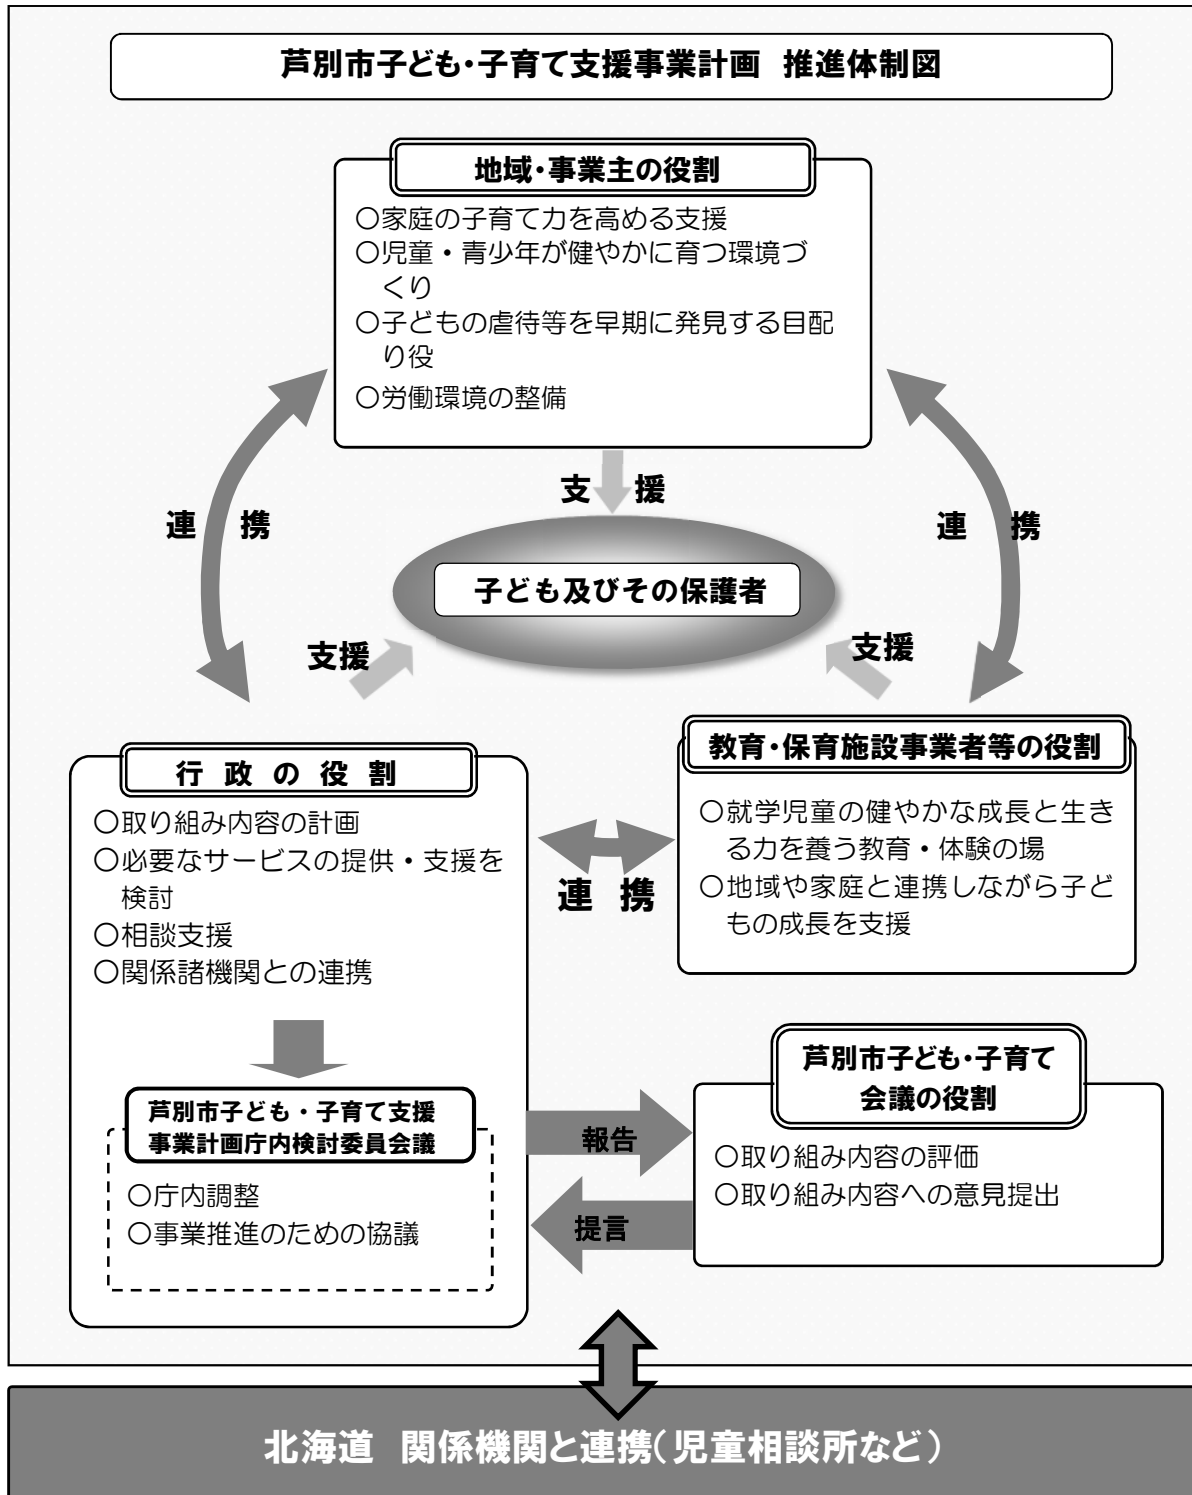 芦別市子ども・子育て支援事業計画　推進体制図
地域・事業主の役割
〇家庭の子育て力を高める支援
〇児童・青少年が健やかに育つ環境づ
くり
〇子どもの虐待等を早期に発見する目配
り役
〇労働環境の整備
支　援
連　携
連　携
子ども及びその保護者
支援
支援
行 政 の 役 割
〇取り組み内容の計画
〇必要なサービスの提供・支援を
検討
〇相談支援
〇関係諸機関との連携
連　携
教育・保育施設事業者等の役割
〇就学児童の健やかな成長と生き
る力を養う教育・体験の場
〇地域や家庭と連携しながら子ど
もの成長を支援
芦別市子ども・子育て支援
事業計画庁内検討委員会議
〇庁内調整
〇事業推進のための協議
報告
提言
芦別市子ども・子育て
会議の役割
〇取り組み内容の評価
〇取り組み内容への意見提出
北海道　関係機関と連携（児童相談所など）